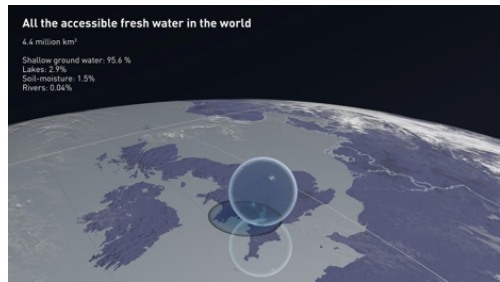 All the accessible fresh water in the world
4.4 million km³
Shallow ground water: 95.6 %
Lakes: 2.9%
Soil-moisture: 1.5%
Rivers: 0.04%